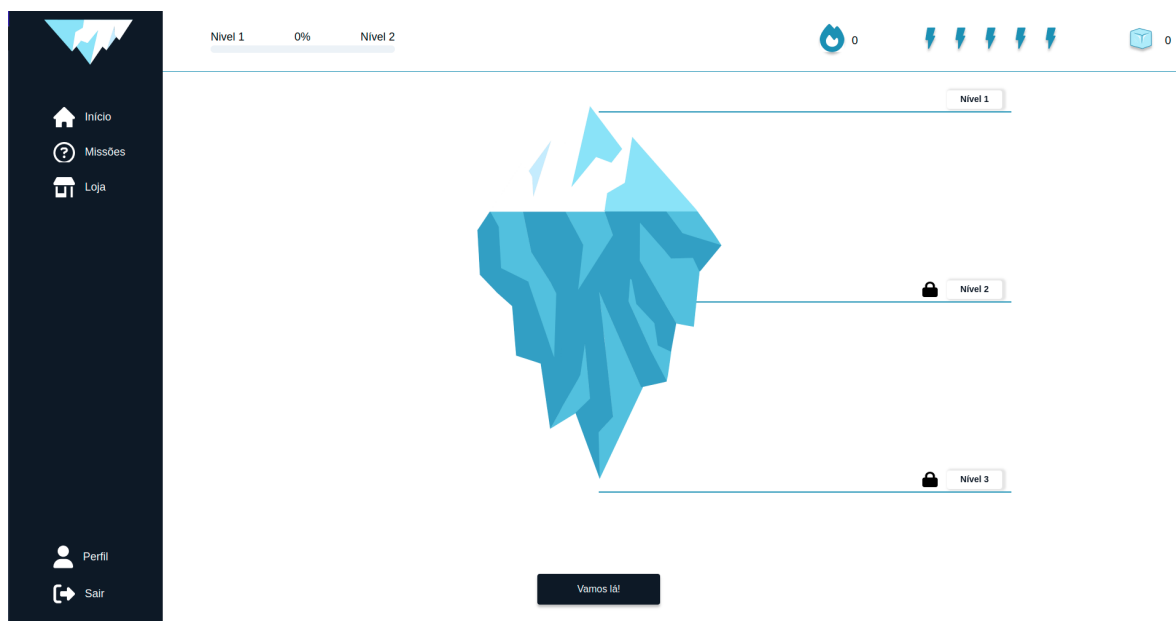 Nivel 1 0% Nível 2
0
0
Início
Missões
Loja
Nível 1
Nível 2
Nível 3
Perfil
Sair
Vamos lá!